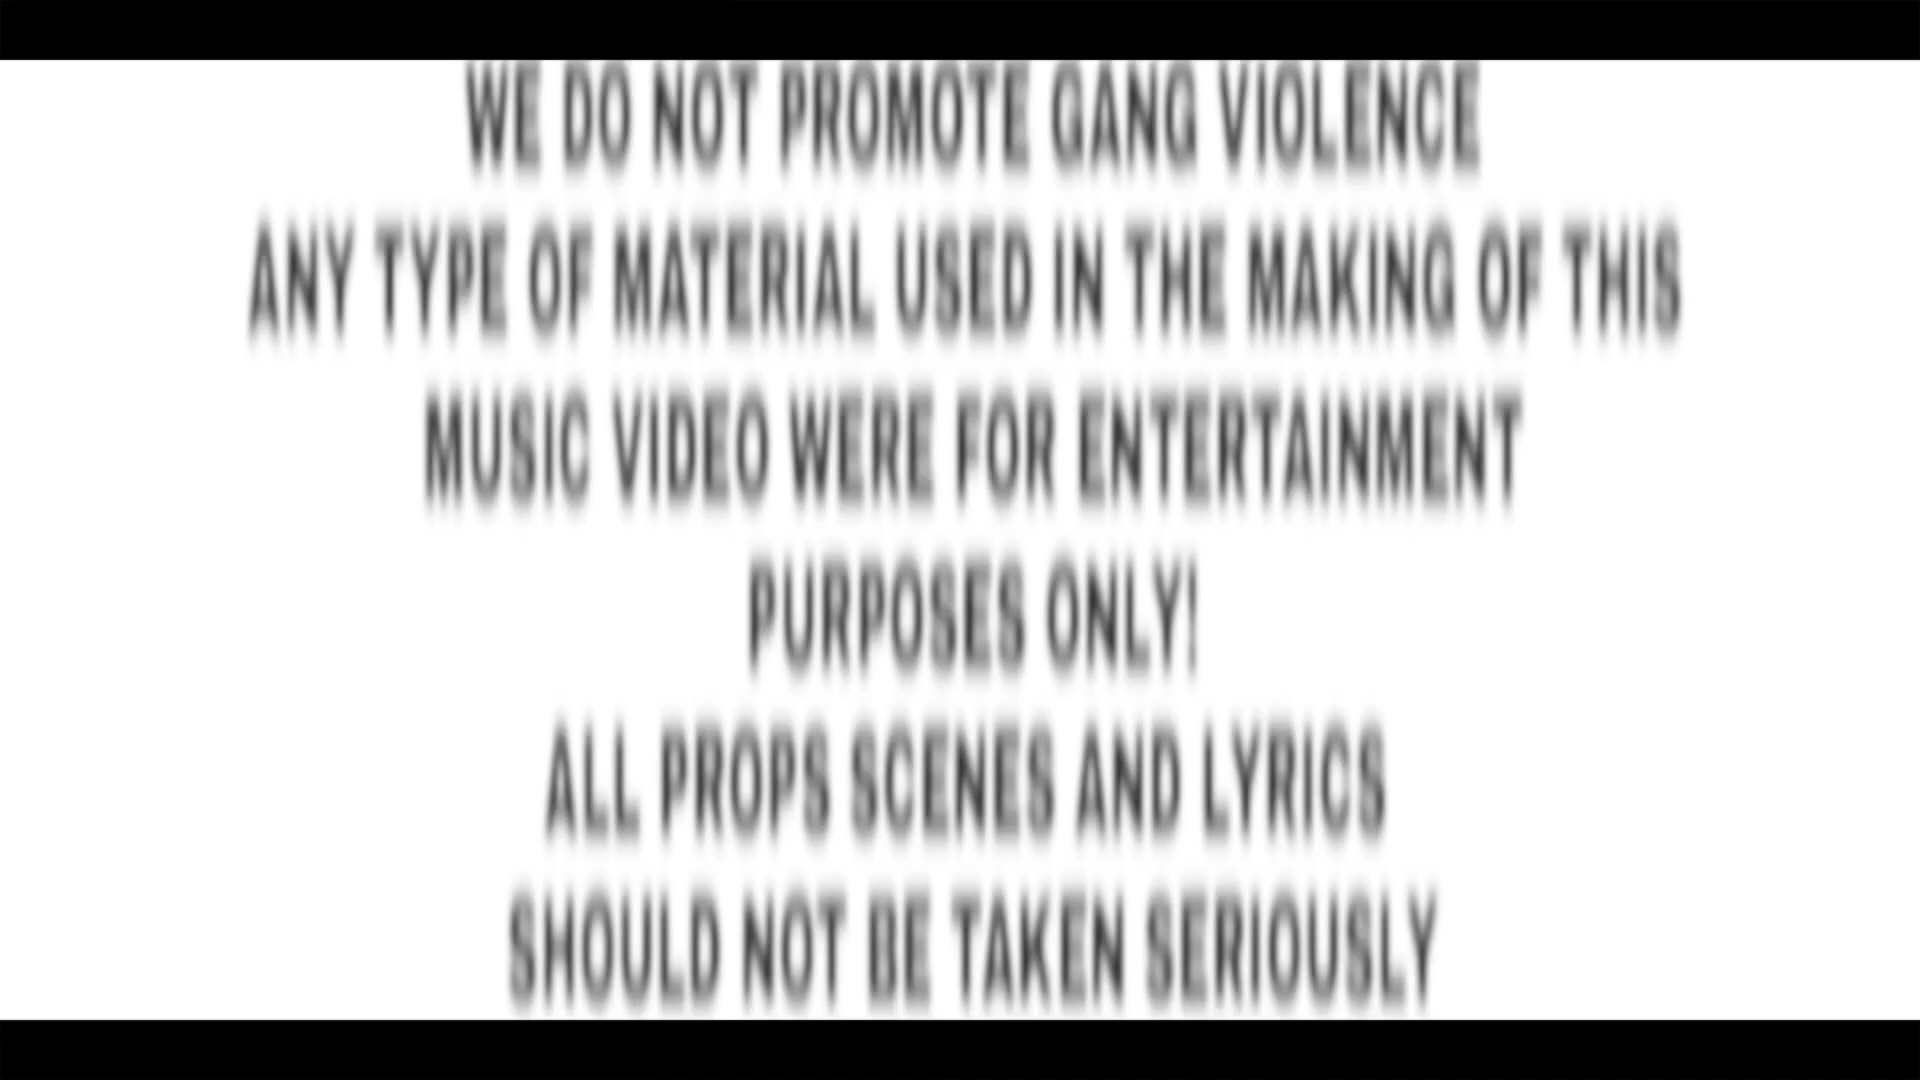 WE DO NOT PROMOTE GANG VIOLENCE
ANY TYPE OF MATERIAL USED IN THE MAKING OF THIS
MUSIC VIDEO WERE FOR ENTERTAINMENT
PURPOSES ONLY!
ALL PROPS SCENES AND LYRICS
SHOULD NOT BE TAKEN SERIOUSLY